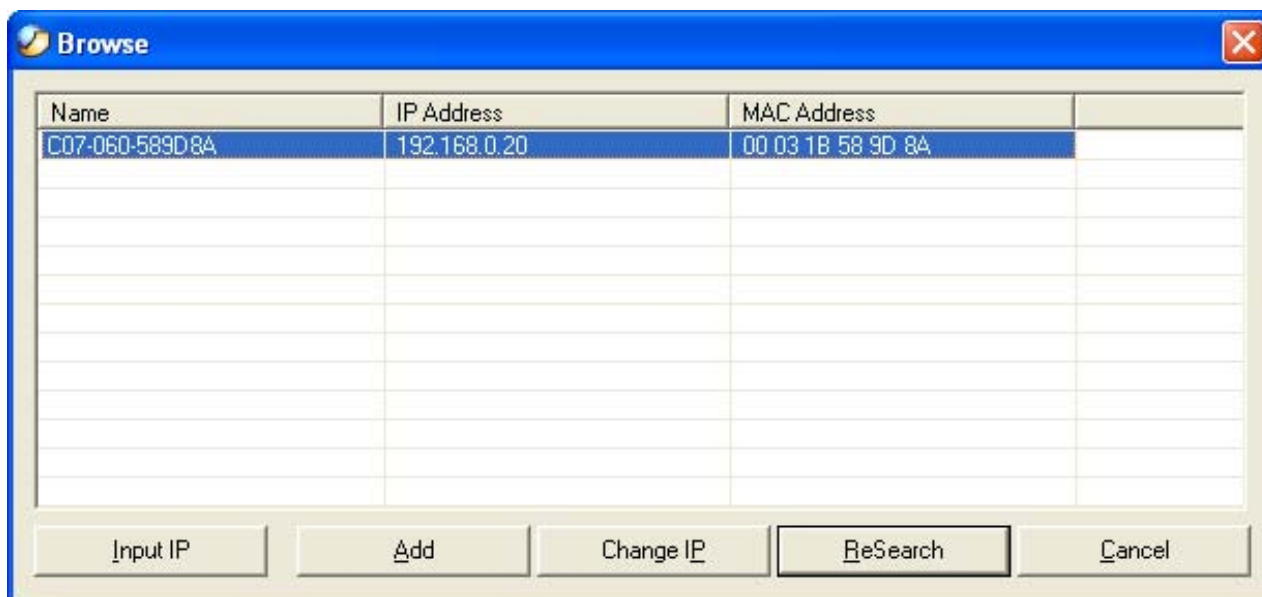 Browse
Name IP Address MAC Address
C07-060-589D8A 192.168.0.20 00 03 1B 58 9D 8A
Input IP Add Change IP ReSearch Cancel